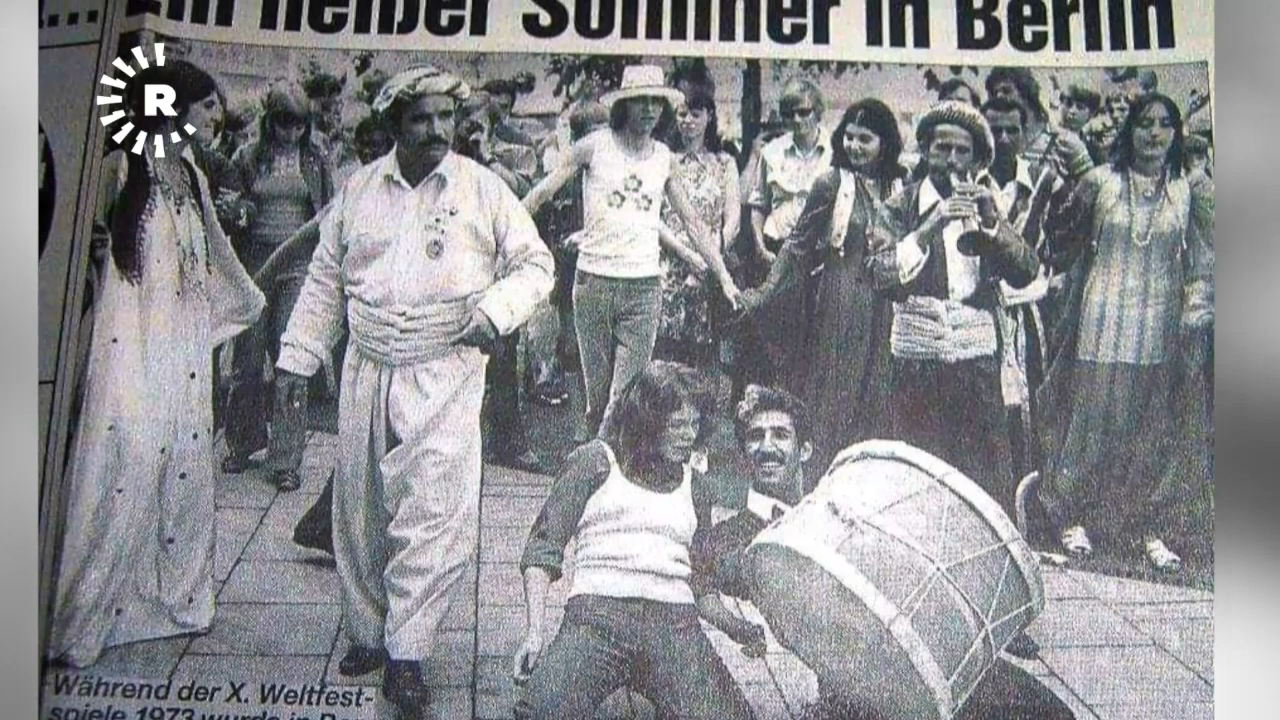 Ein heißer Sommer in Berlin
R
Während der X. Weltfest-
spiele 1973 wurde in